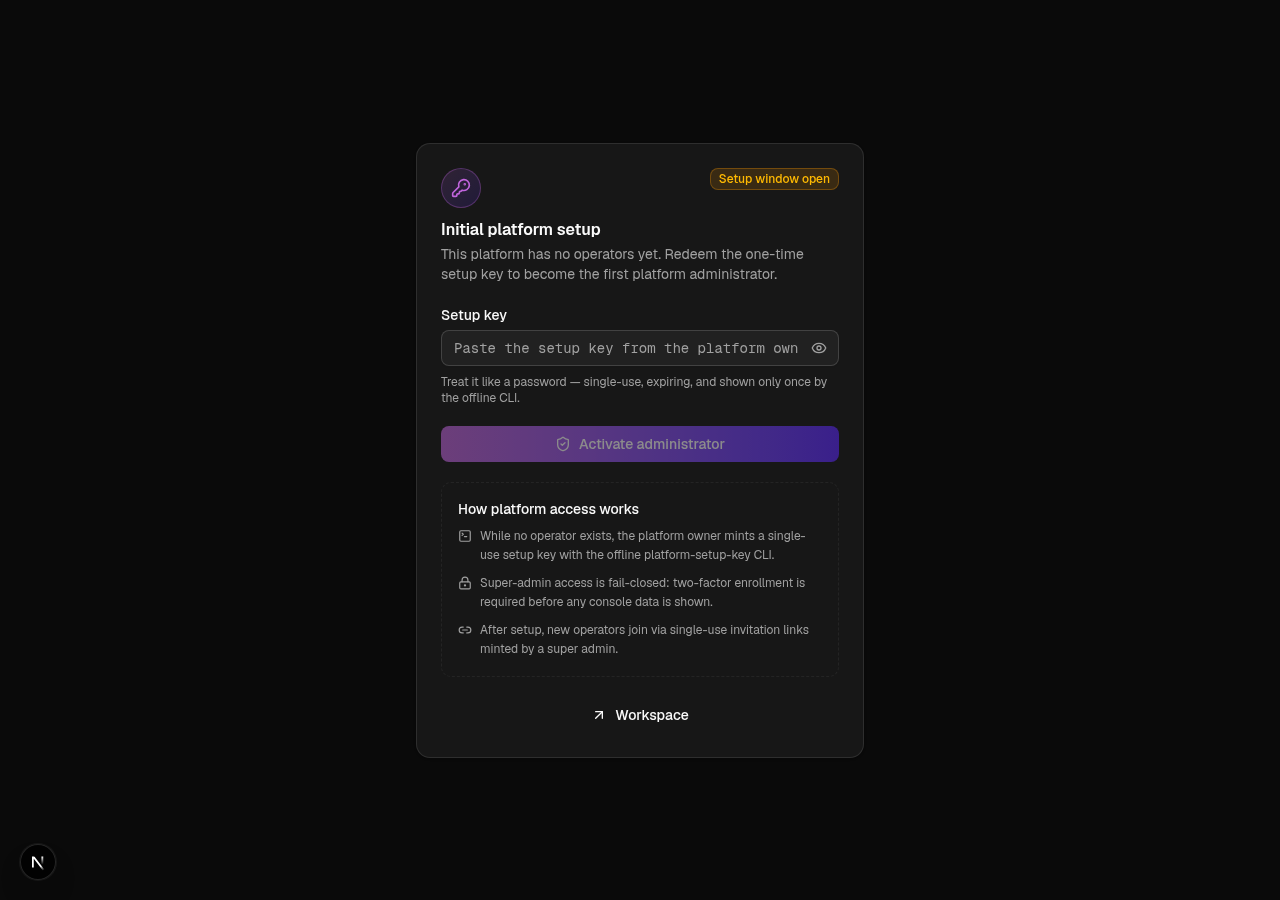 Setup window open
Initial platform setup
This platform has no operators yet. Redeem the one-time
setup key to become the first platform administrator.
Setup key
Paste the setup key from the platform own
Treat it like a password — single-use, expiring, and shown only once by
the offline CLI.
Activate administrator
How platform access works
While no operator exists, the platform owner mints a single-
use setup key with the offline platform-setup-key CLI.
Super-admin access is fail-closed: two-factor enrollment is
required before any console data is shown.
After setup, new operators join via single-use invitation links
minted by a super admin.
Workspace
N